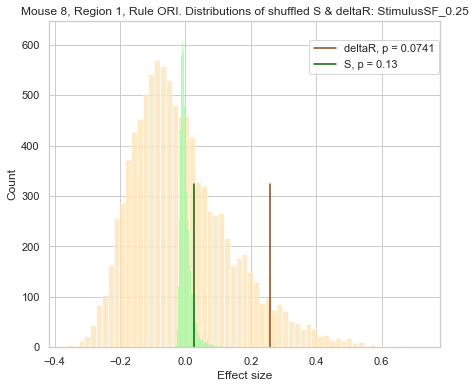 Mouse 8, Region 1, Rule ORI. Distributions of shuffled S & deltaR: StimulusSF_0.25
deltaR, p = 0.0741
S, p = 0.13
Count
600
500
400
300
200
100
0
−0.4 −0.2 0.0 0.2 0.4 0.6
Effect size